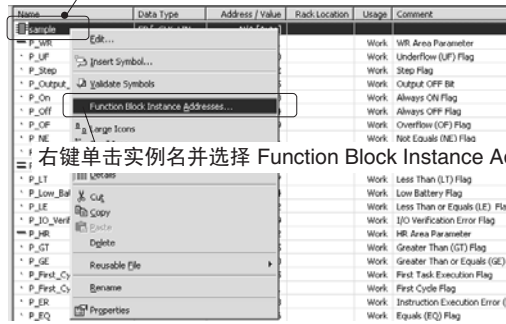 Name Data Type Address / Value Rack Location Usage Comment
sample
P_WR Work WR Area Parameter
P_UF Work Underflow (UF) Flag
P_Step Work Step Flag
P_Output_ Work Output OFF Bit
P_On Work Always ON Flag
P_Off Work Always OFF Flag
P_OF Work Overflow (OF) Flag
P_NE Work Not Equals (NE) Flag
P_LT Work Less Than (LT) Flag
P_Low_Bat Work Low Battery Flag
P_LE Work Less Than or Equals (LE) Fla
P_IO_Verif Work I/O Verification Error Flag
P_HR Work HR Area Parameter
P_GT Work Greater Than (GT) Flag
P_GE Work Greater Than or Equals (GE)
P_First_Cy Work First Task Execution Flag
P_First_Cy Work First Cycle Flag
P_ER Work Instruction Execution Error (
P_EQ Work Equals (EQ) Flag
Edit...
Insert Symbol...
Validate Symbols
Function Block Instance Addresses...
Large Icons
右键单击实例名并选择 Function Block Instance Ad
Details
Cut
Copy
Paste
Delete
Reusable File
Rename
Properties